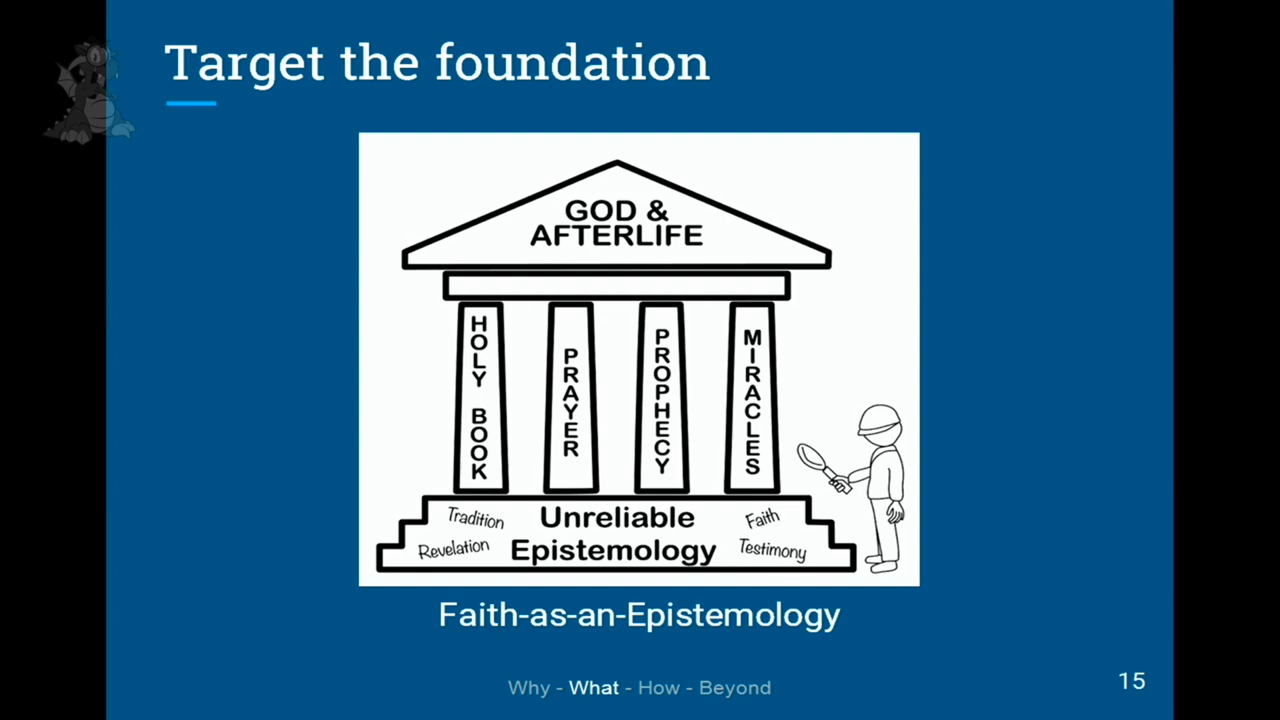 Target the foundation
GOD &
AFTERLIFE
HOLY BOOK
PRAYER
PROPHECY
MIRACLES
Tradition
Unreliable
Faith
Revelation
Epistemology
Testimony
Faith-as-an-Epistemology
Why - What - How - Beyond
15